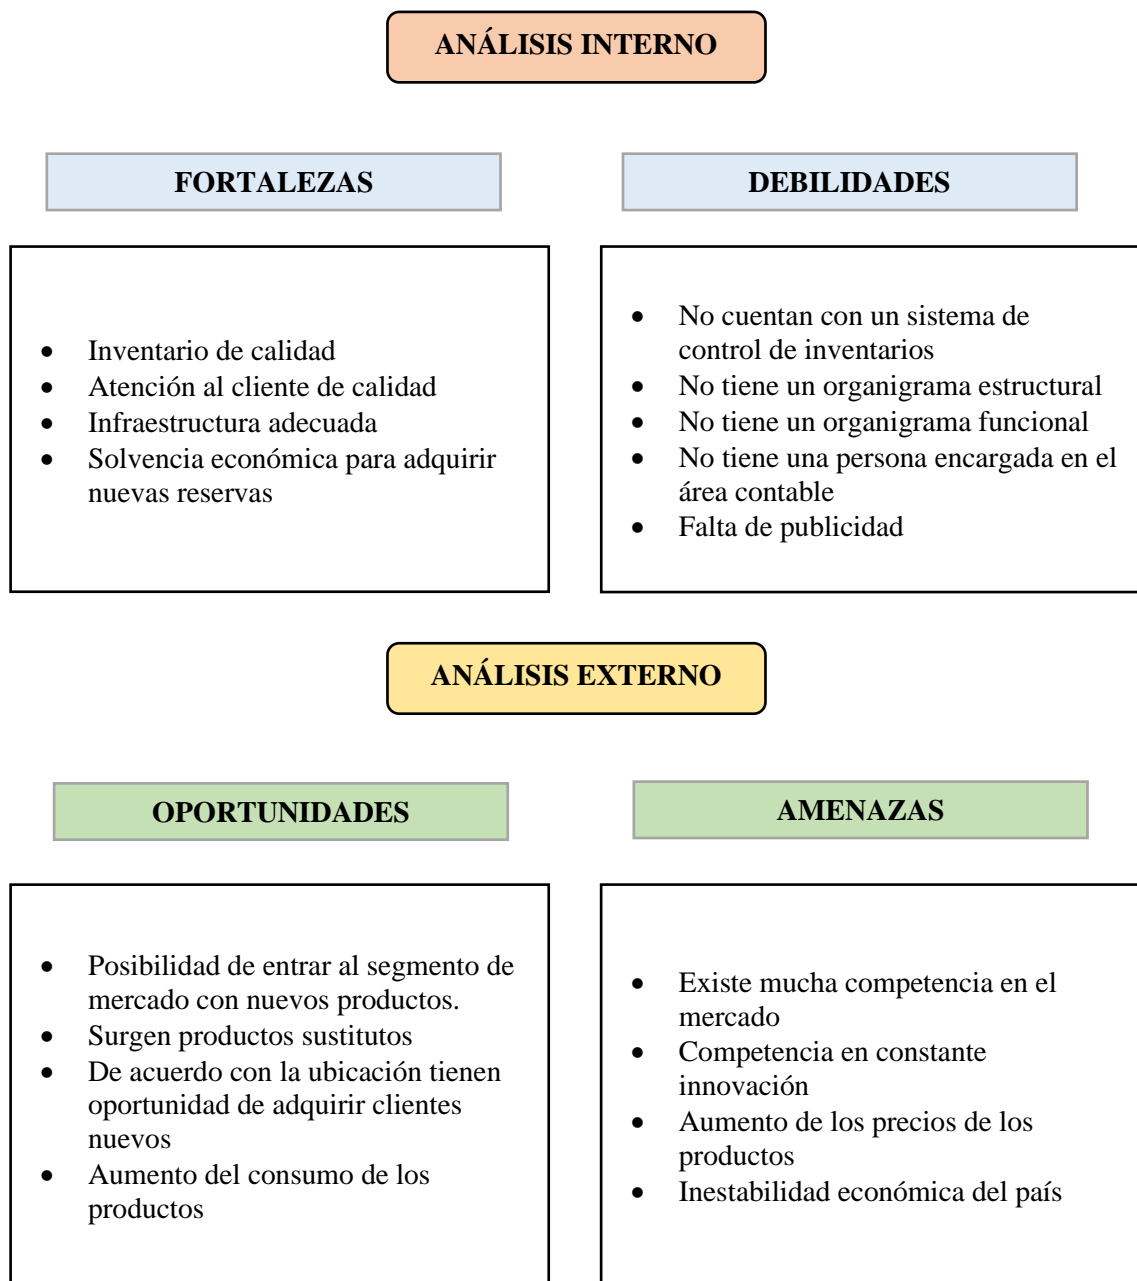 ANÁLISIS INTERNO
FORTALEZAS
• Inventario de calidad
• Atención al cliente de calidad
• Infraestructura adecuada
• Solvencia económica para adquirir
nuevas reservas
DEBILIDADES
• No cuentan con un sistema de
control de inventarios
• No tiene un organigrama estructural
• No tiene un organigrama funcional
• No tiene una persona encargada en el
área contable
• Falta de publicidad
ANÁLISIS EXTERNO
OPORTUNIDADES
• Posibilidad de entrar al segmento de
mercado con nuevos productos.
• Surgen productos sustitutos
• De acuerdo con la ubicación tienen
oportunidad de adquirir clientes
nuevos
• Aumento del consumo de los
productos
AMENAZAS
• Existe mucha competencia en el
mercado
• Competencia en constante
innovación
• Aumento de los precios de los
productos
• Inestabilidad económica del país